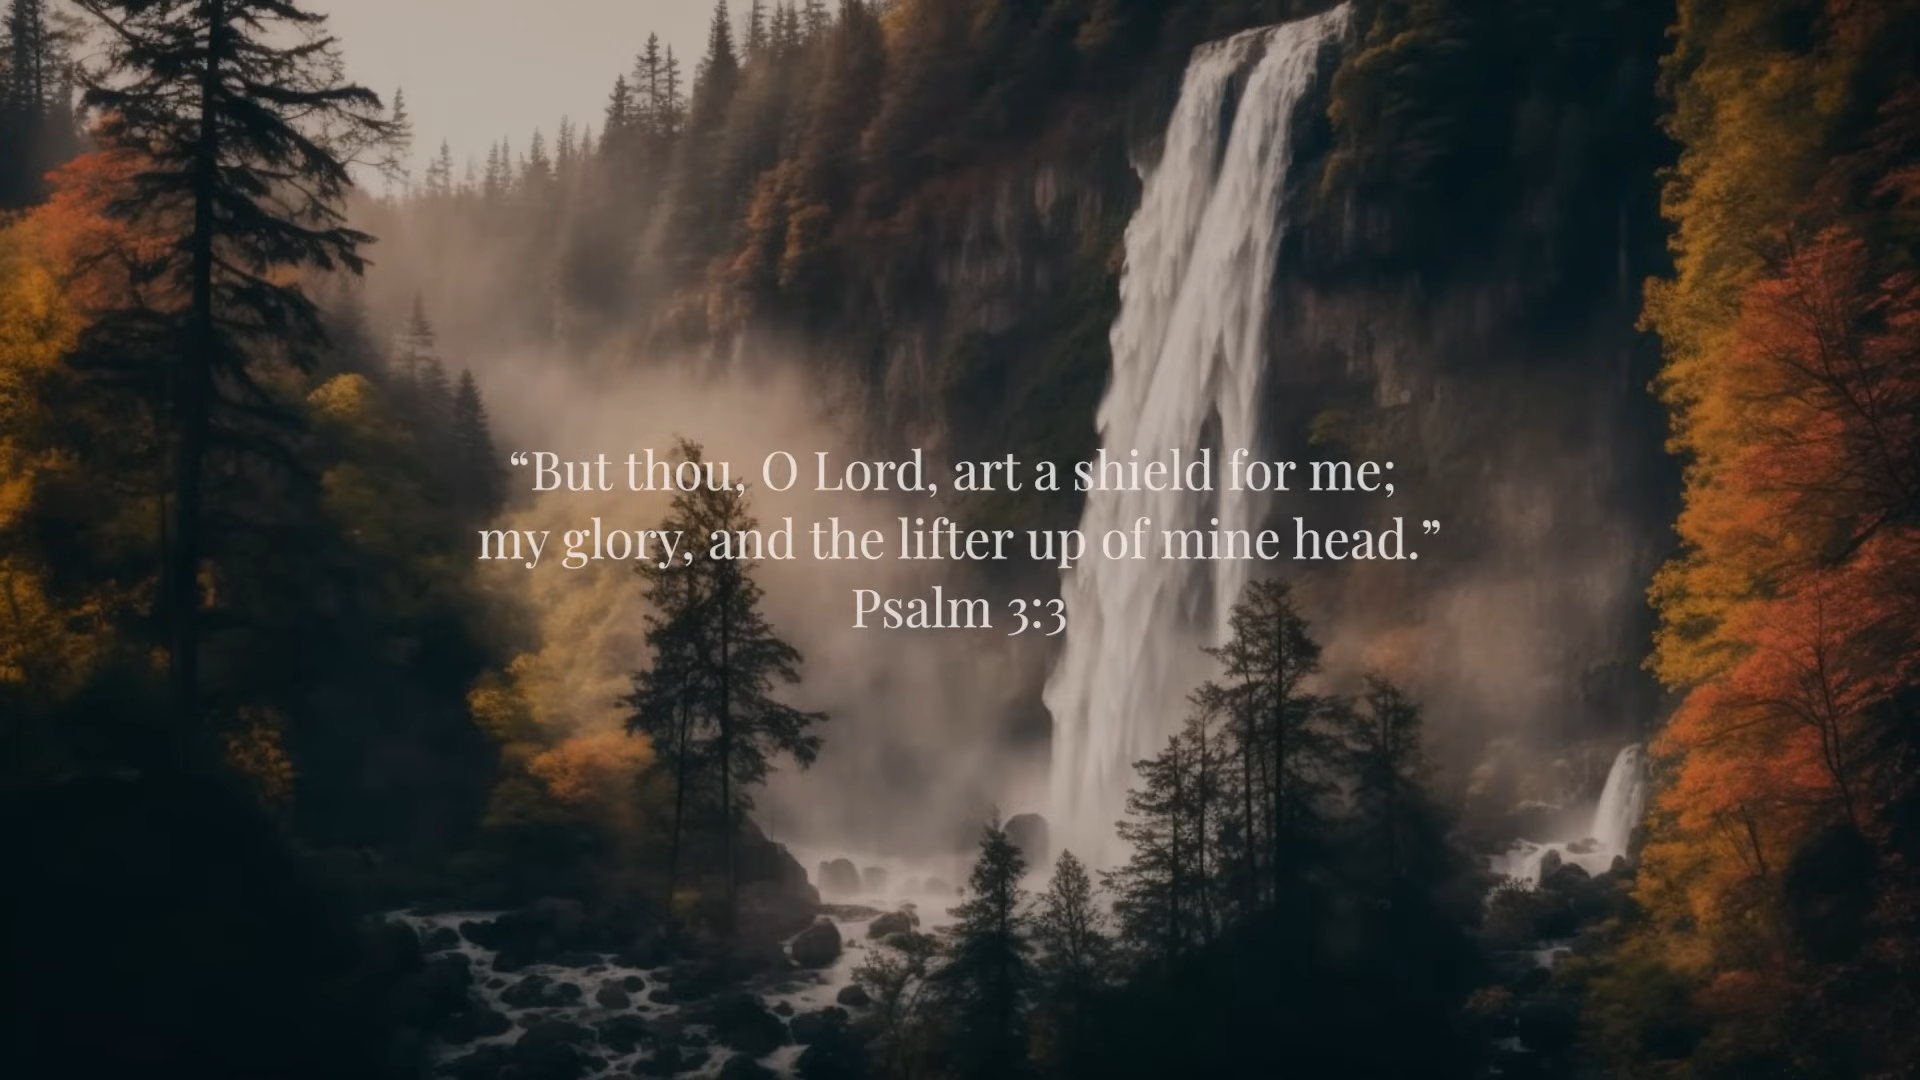 “But thou, O Lord, art a shield for me;
my glory, and the lifter up of mine head.”
Psalm 3:3